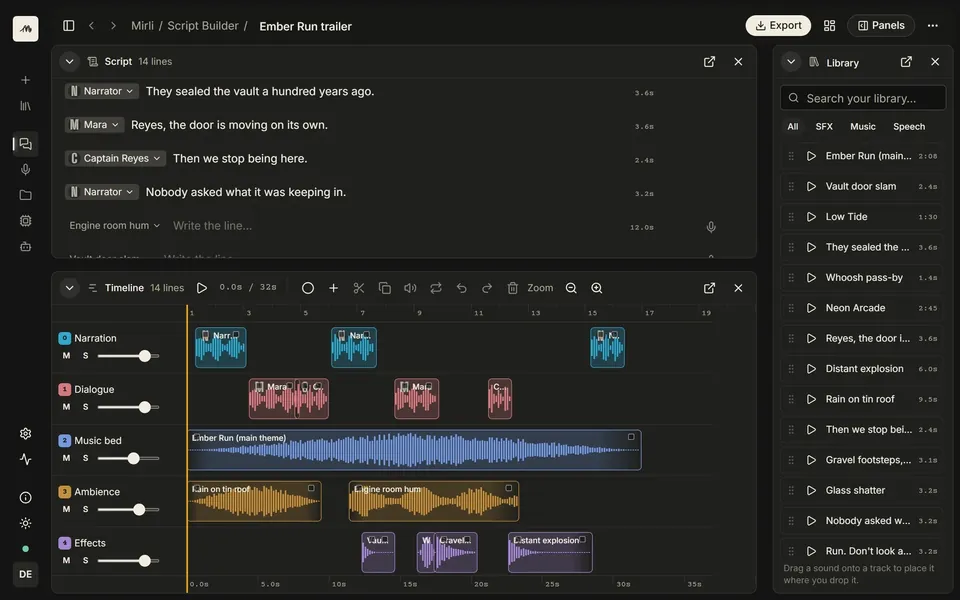 Mirli / Script Builder / Ember Run trailer
Export
Panels
Script 14 lines
N Narrator They sealed the vault a hundred years ago. 3.6s
M Mara Reyes, the door is moving on its own. 3.6s
C Captain Reyes Then we stop being here. 2.4s
N Narrator Nobody asked what it was keeping in. 3.2s
Engine room hum Write the line... 12.0s
Timeline 14 lines 0.0s / 32s Zoom
1 3 5 7 9 11 13 15 17 19
0 Narration
M S
Narr...
Nar...
N...
1 Dialogue
M S
Mara
C...
Mar...
C...
2 Music bed
M S
Ember Run (main theme)
3 Ambience
M S
Rain on tin roof
Engine room hum
4 Effects
M S
Vau...
W
Gravel...
Distant explosion
0.0s 5.0s 10s 15s 20s 25s 30s 35s
Library
Search your library...
All SFX Music Speech
Ember Run (main... 2:08
Vault door slam 2.4s
Low Tide 1:30
They sealed the ... 3.6s
Whoosh pass-by 1.4s
Neon Arcade 2:45
Reyes, the door i... 3.6s
Distant explosion 6.0s
Rain on tin roof 9.5s
Then we stop bei... 2.4s
Gravel footsteps,... 3.1s
Glass shatter 3.2s
Nobody asked w... 3.2s
Run. Don't look a... 3.2s
Drag a sound onto a track to place it
where you drop it.
DE